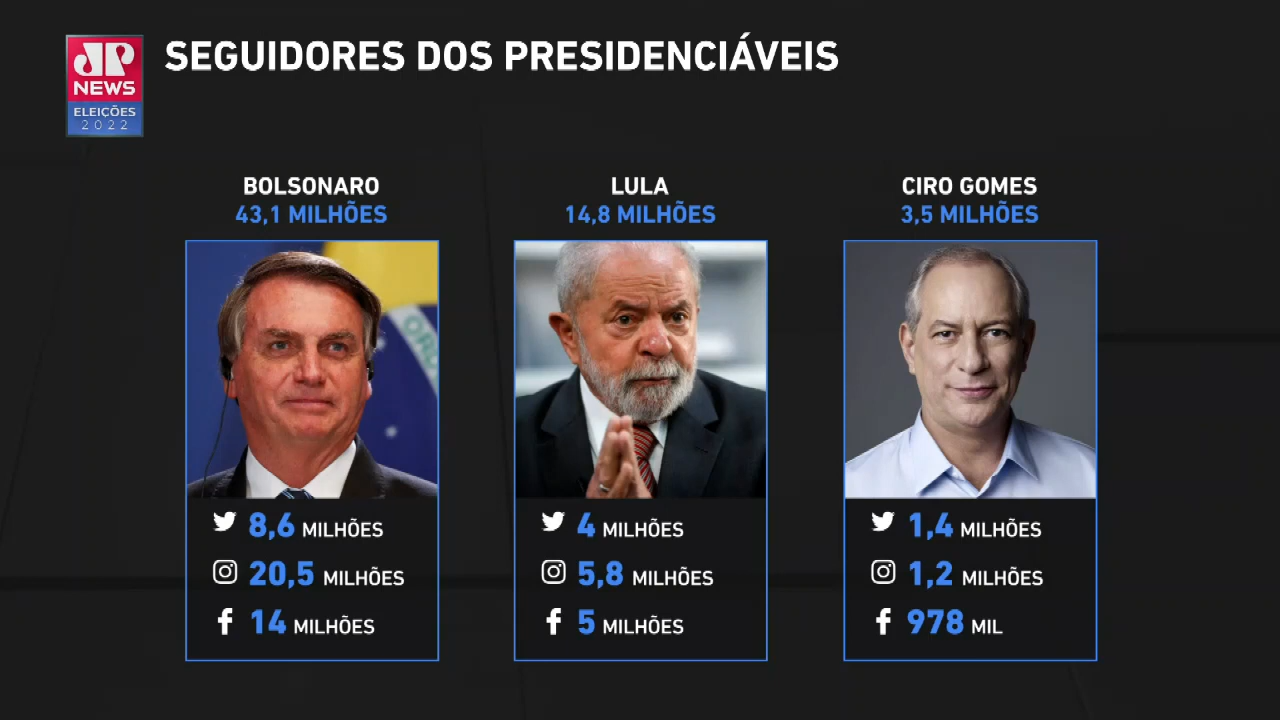 JP
NEWS
ELEIÇÕES
2022
SEGUIDORES DOS PRESIDENCIÁVEIS
BOLSONARO
43,1 MILHÕES
8,6 MILHÕES
20,5 MILHÕES
14 MILHÕES
LULA
14,8 MILHÕES
4 MILHÕES
5,8 MILHÕES
5 MILHÕES
CIRO GOMES
3,5 MILHÕES
1,4 MILHÕES
1,2 MILHÕES
978 MIL